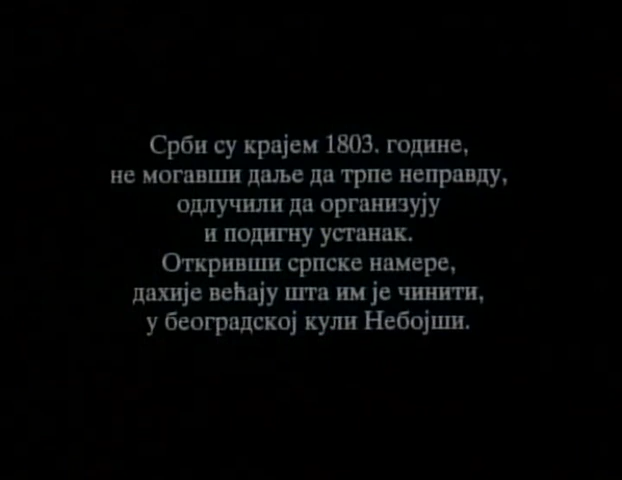 Срби су крајем 1803. године,
не могавши даље да трпе неправду,
одлучили да организују
и подигну устанак.
Откривши српске намере,
дахије већају шта им је чинити,
у београдској кули Небојши.